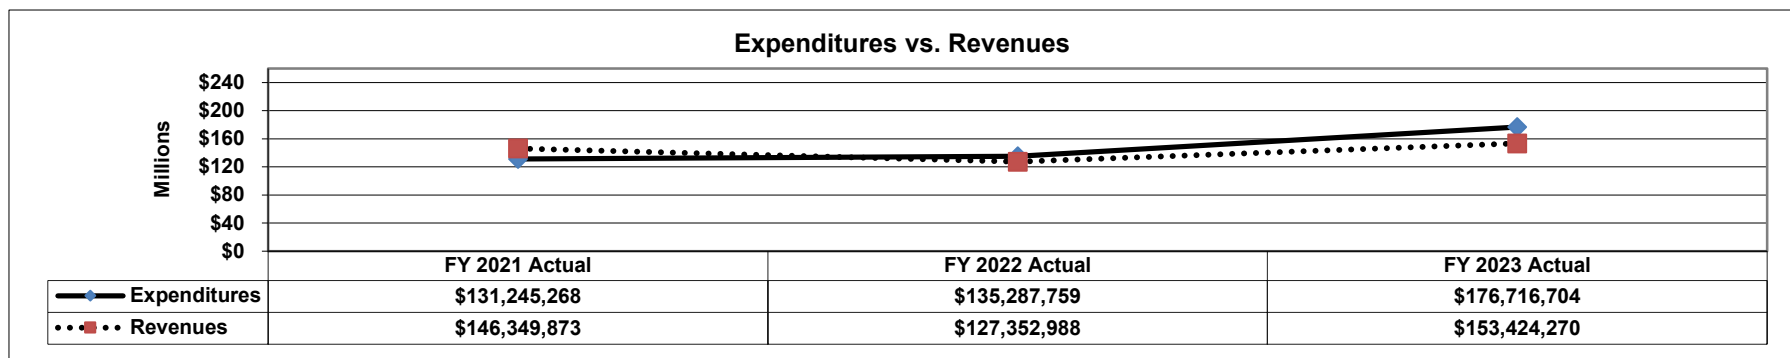 Expenditures vs. Revenues
Millions
$240
$200
$160
$120
$80
$40
$0
FY 2021 Actual FY 2022 Actual FY 2023 Actual
Expenditures $131,245,268 $135,287,759 $176,716,704
Revenues $146,349,873 $127,352,988 $153,424,270